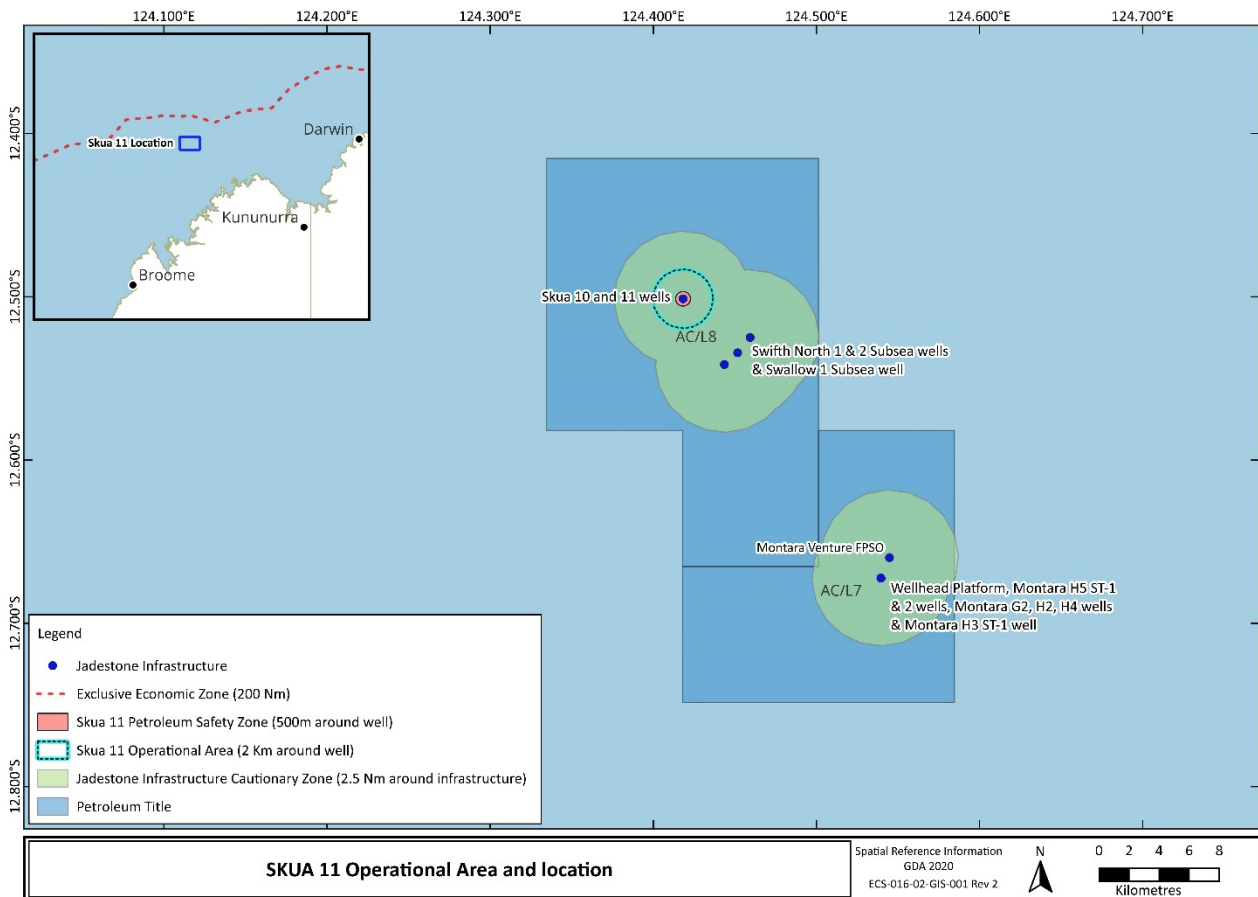 124.100°E
124.200°E
124.300°E
124.400°E
124.500°E
124.600°E
124.700°E
12.400°S
12.500°S
12.600°S
12.700°S
12.800°S
Skua 11 Location
Darwin
Kununurra
Broome
Skua 10 and 11 wells
AC/L8
Swifth North 1 & 2 Subsea wells
& Swallow 1 Subsea well
Montara Venture FPSO
AC/L7
Wellhead Platform, Montara H5 ST-1
& 2 wells, Montara G2, H2, H4 wells
& Montara H3 ST-1 well
Legend
Jadestone Infrastructure
Exclusive Economic Zone (200 Nm)
Skua 11 Petroleum Safety Zone (500m around well)
Skua 11 Operational Area (2 Km around well)
Jadestone Infrastructure Cautionary Zone (2.5 Nm around infrastructure)
Petroleum Title
SKUA 11 Operational Area and location
Spatial Reference Information
GDA 2020
ECS-016-02-GIS-001 Rev 2
N
0 2 4 6 8
Kilometres